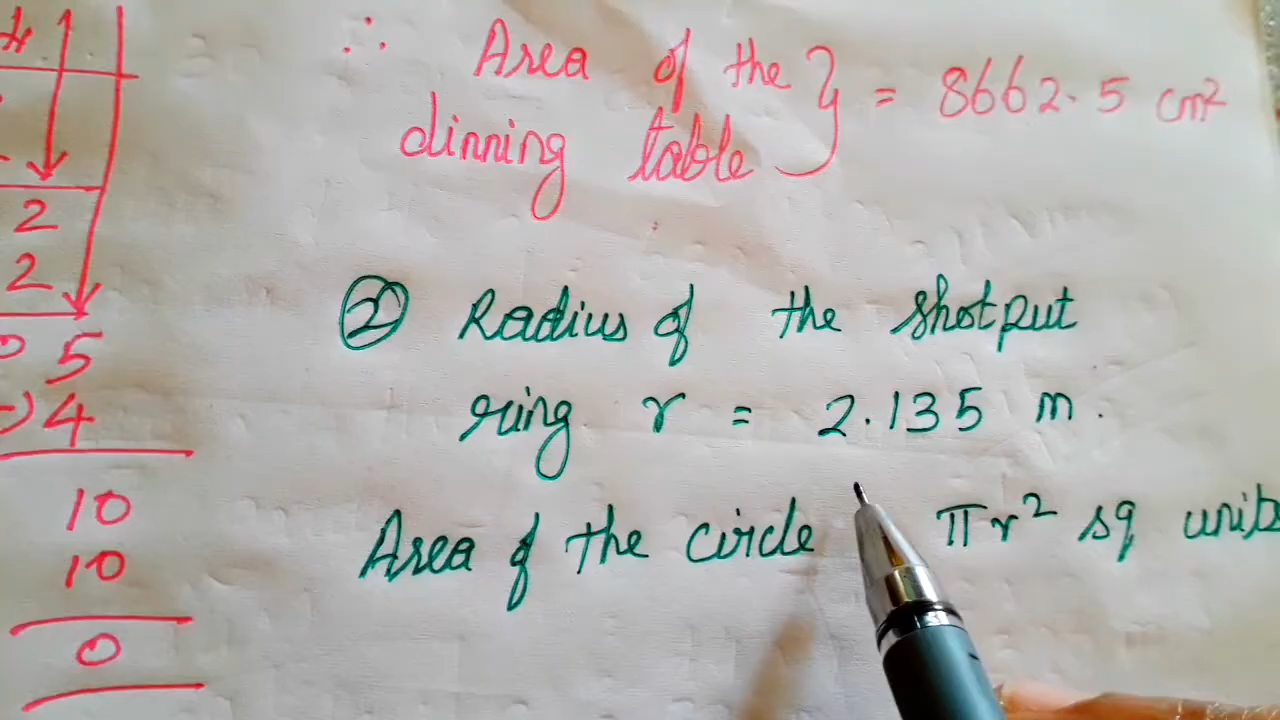 ∴ Area of the } = 8662.5 cm²
dinning table
2
2
5
-) 4
10
10
0
② Radius of the shotput
ring r = 2.135 m.
Area of the circle πr² sq units